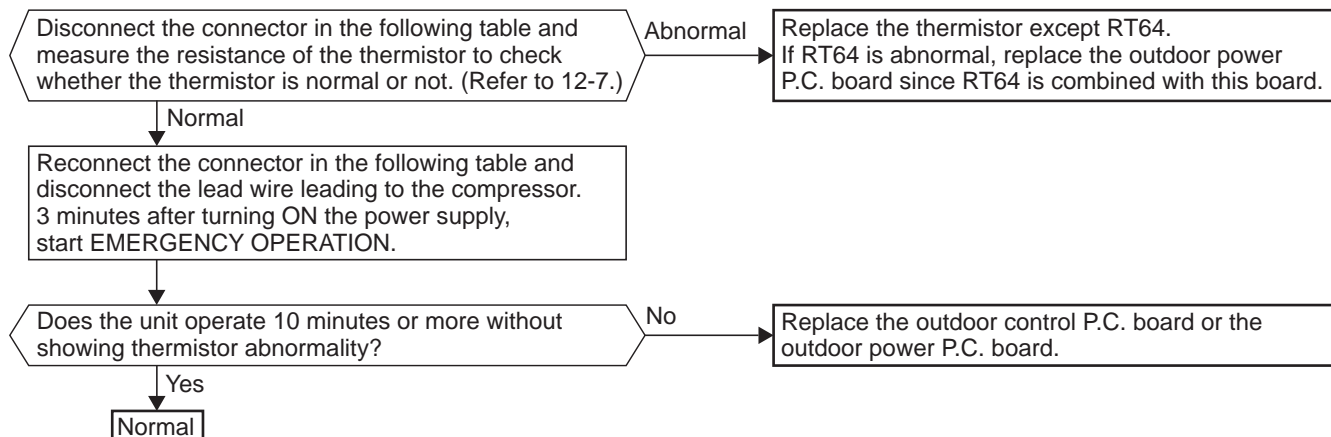 Disconnect the connector in the following table and
measure the resistance of the thermistor to check
whether the thermistor is normal or not. (Refer to 12-7.)
Abnormal
Replace the thermistor except RT64.
If RT64 is abnormal, replace the outdoor power
P.C. board since RT64 is combined with this board.
Normal
Reconnect the connector in the following table and
disconnect the lead wire leading to the compressor.
3 minutes after turning ON the power supply,
start EMERGENCY OPERATION.
Does the unit operate 10 minutes or more without
showing thermistor abnormality?
No
Replace the outdoor control P.C. board or the
outdoor power P.C. board.
Yes
Normal